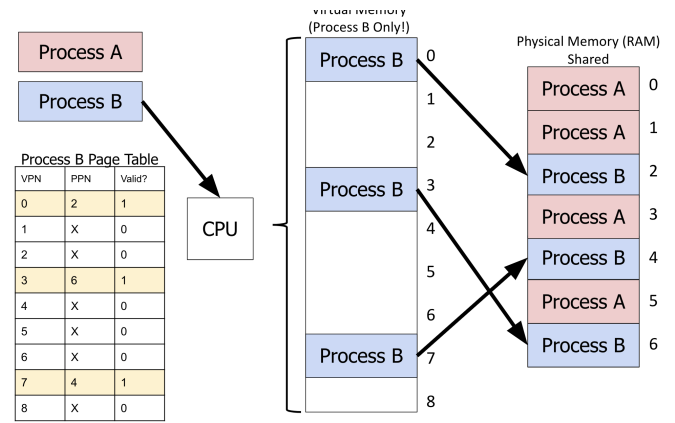 Virtual Memory
(Process B Only!)
Physical Memory (RAM)
Shared
Process A
Process B
Process B Page Table
VPN PPN Valid?
0 2 1
1 X 0
2 X 0
3 6 1
4 X 0
5 X 0
6 X 0
7 4 1
8 X 0
CPU
Process B 0
1
2
Process B 3
4
5
6
Process B 7
8
Process A 0
Process A 1
Process B 2
Process A 3
Process B 4
Process A 5
Process B 6